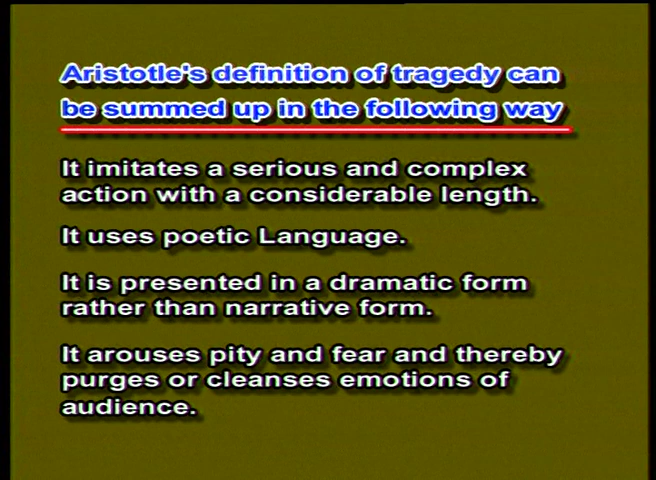 Aristotle's definition of tragedy can
be summed up in the following way
It imitates a serious and complex
action with a considerable length.
It uses poetic Language.
It is presented in a dramatic form
rather than narrative form.
It arouses pity and fear and thereby
purges or cleanses emotions of
audience.